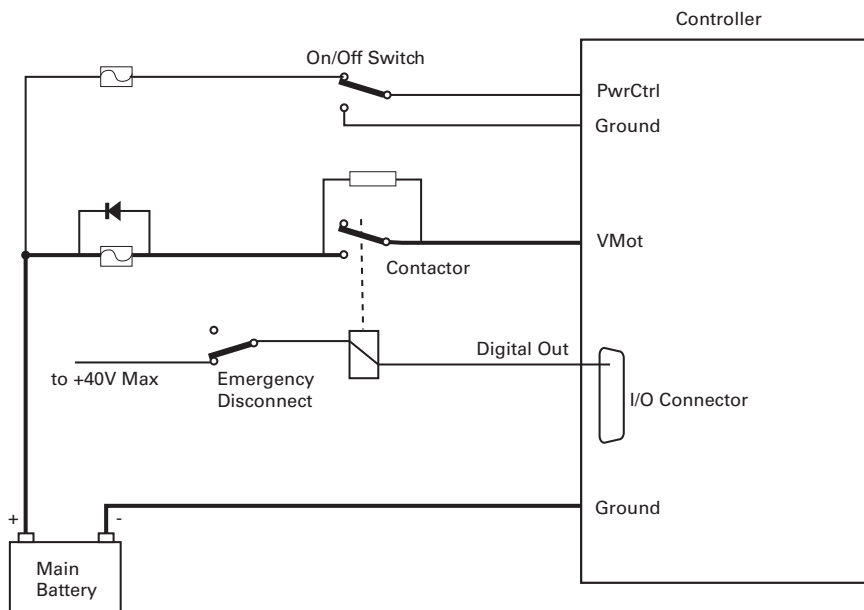 Controller
On/Off Switch
PwrCtrl
Ground
VMot
Contactor
Digital Out
to +40V Max
Emergency
Disconnect
I/O Connector
Ground
+
-
Main
Battery